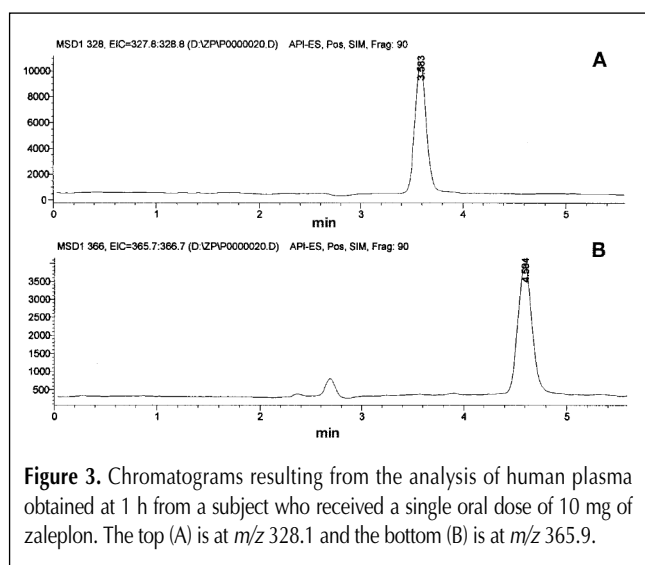 MSD1 328, EIC=327.8:328.8 (D:\ZP\P0000020.D) API-ES, Pos, SIM, Frag: 90
A
3.583
10000
8000
6000
4000
2000
0
0 1 2 3 4 5
min
MSD1 366, EIC=365.7:366.7 (D:\ZP\P0000020.D) API-ES, Pos, SIM, Frag: 90
B
4.584
3500
3000
2500
2000
1500
1000
500
0 1 2 3 4 5
min
Figure 3. Chromatograms resulting from the analysis of human plasma
obtained at 1 h from a subject who received a single oral dose of 10 mg of
zaleplon. The top (A) is at m/z 328.1 and the bottom (B) is at m/z 365.9.